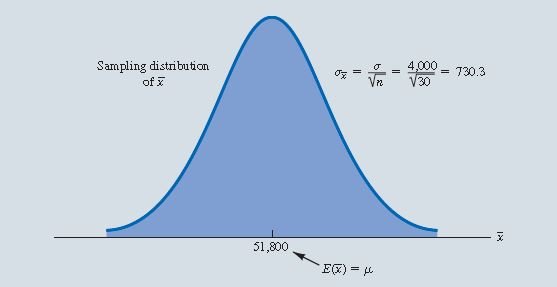 Sampling distribution
of x̅
σx̅ = σ/√n = 4,000/√30 = 730.3
x̅
51,800
E(x̅) = μ